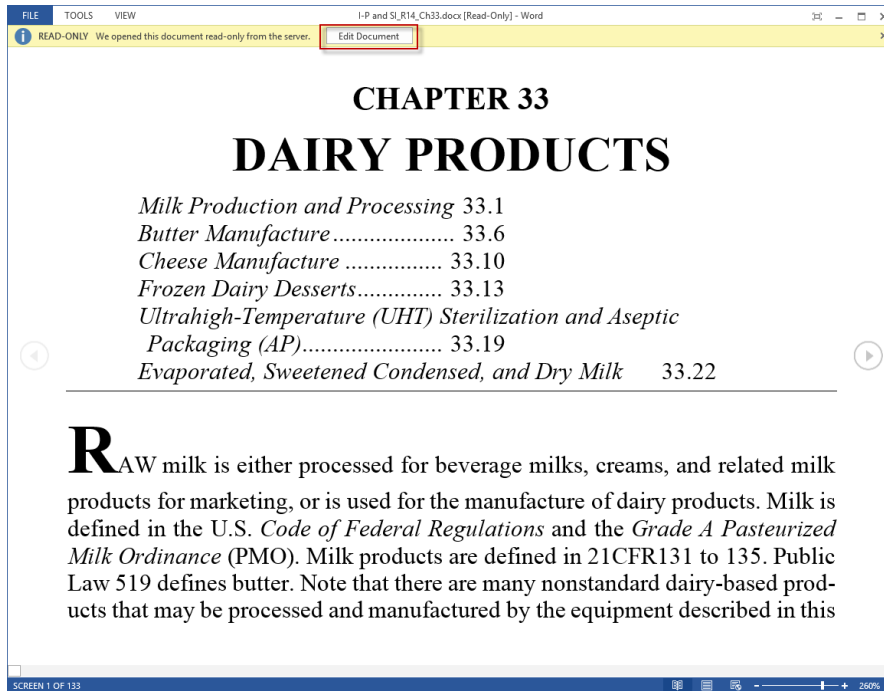 FILE TOOLS VIEW I-P and SI_R14_Ch33.docx [Read-Only] - Word
READ-ONLY We opened this document read-only from the server. Edit Document
CHAPTER 33
DAIRY PRODUCTS
Milk Production and Processing 33.1
Butter Manufacture.................... 33.6
Cheese Manufacture ................ 33.10
Frozen Dairy Desserts.............. 33.13
Ultrahigh-Temperature (UHT) Sterilization and Aseptic
Packaging (AP)....................... 33.19
Evaporated, Sweetened Condensed, and Dry Milk 33.22
RAW milk is either processed for beverage milks, creams, and related milk
products for marketing, or is used for the manufacture of dairy products. Milk is
defined in the U.S. Code of Federal Regulations and the Grade A Pasteurized
Milk Ordinance (PMO). Milk products are defined in 21CFR131 to 135. Public
Law 519 defines butter. Note that there are many nonstandard dairy-based prod-
ucts that may be processed and manufactured by the equipment described in this
SCREEN 1 OF 133 260%